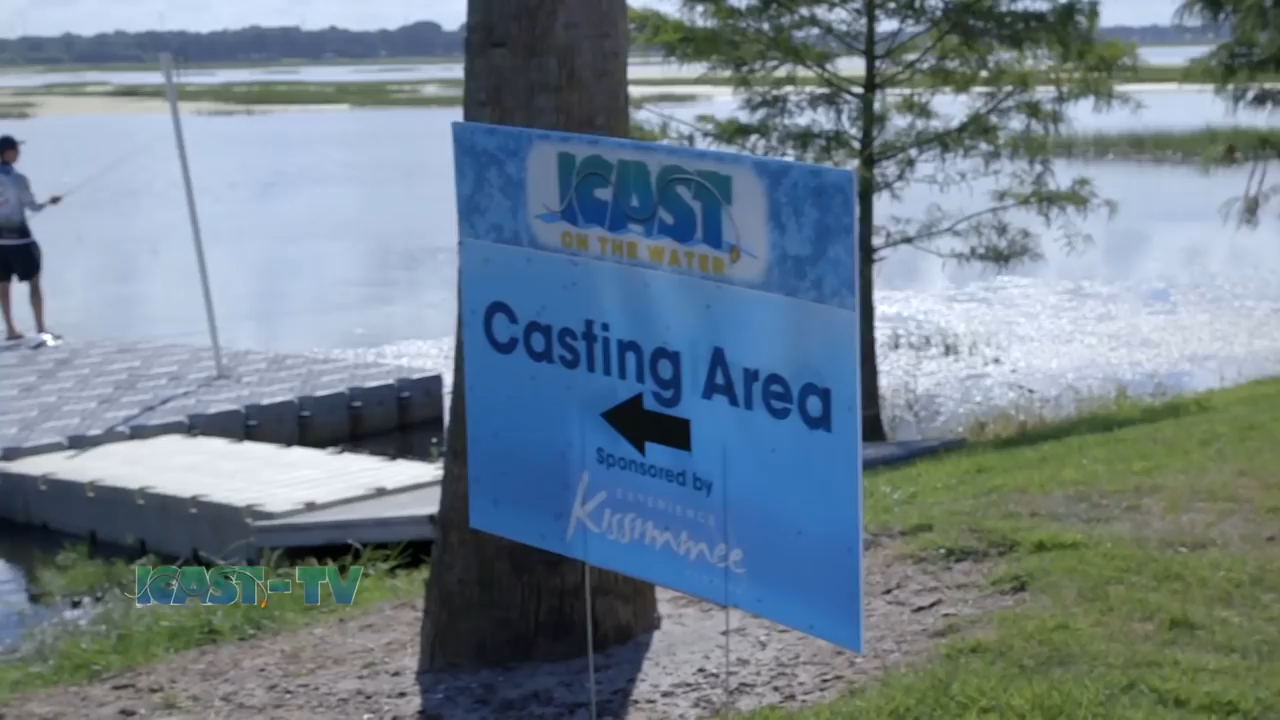 ICAST
ON THE WATER
Casting Area
Sponsored by
EXPERIENCE
Kissimmee
ICAST-TV